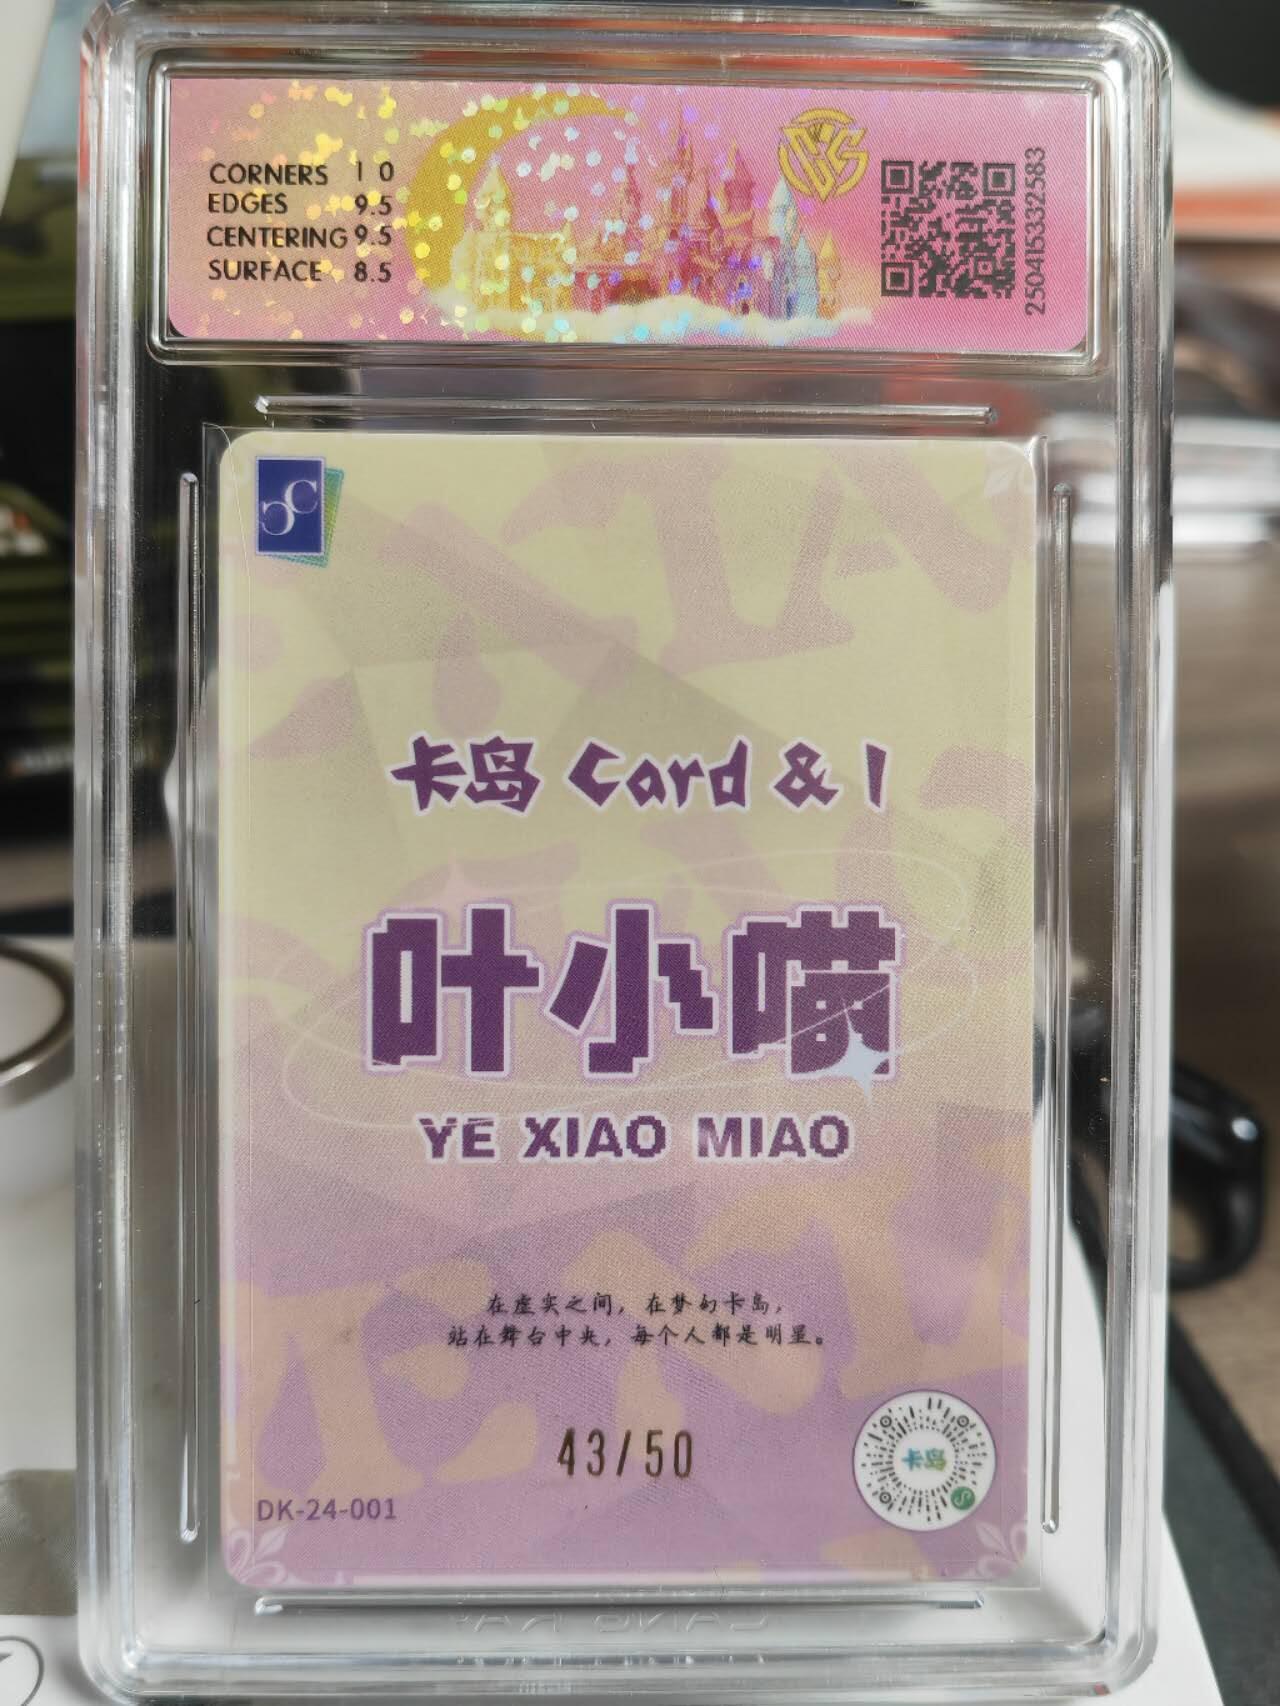 CORNERS 10
EDGES 9.5
CENTERING 9.5
SURFACE 8.5
2504153322583
卡岛 Card & I
叶小喵
YE XIAO MIAO
在虚实之间，在梦幻卡岛，
站在舞台中央，每个人都是明星。
43/50
卡岛
DK-24-001